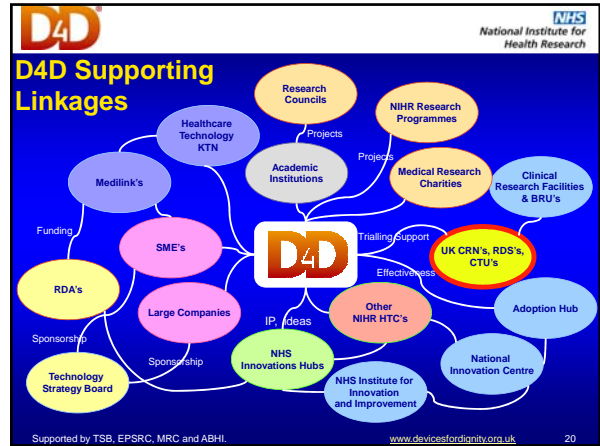 D4D
NHS
National Institute for
Health Research
D4D Supporting
Linkages
Research
Councils
NIHR Research
Programmes
Healthcare
Technology
KTN
Projects
Projects
Academic
Institutions
Medical Research
Charities
Clinical
Research Facilities
& BRU's
Medilink's
Funding
SME's
D4D
Trialling Support
UK CRN's, RDS's,
CTU's
Effectiveness
RDA's
Large Companies
IP, ideas
Other
NIHR HTC's
Adoption Hub
Sponsorship
Sponsorship
NHS
Innovations Hubs
National
Innovation Centre
Technology
Strategy Board
NHS Institute for
Innovation
and Improvement
Supported by TSB, EPSRC, MRC and ABHI.
www.devicesfordignity.org.uk
20